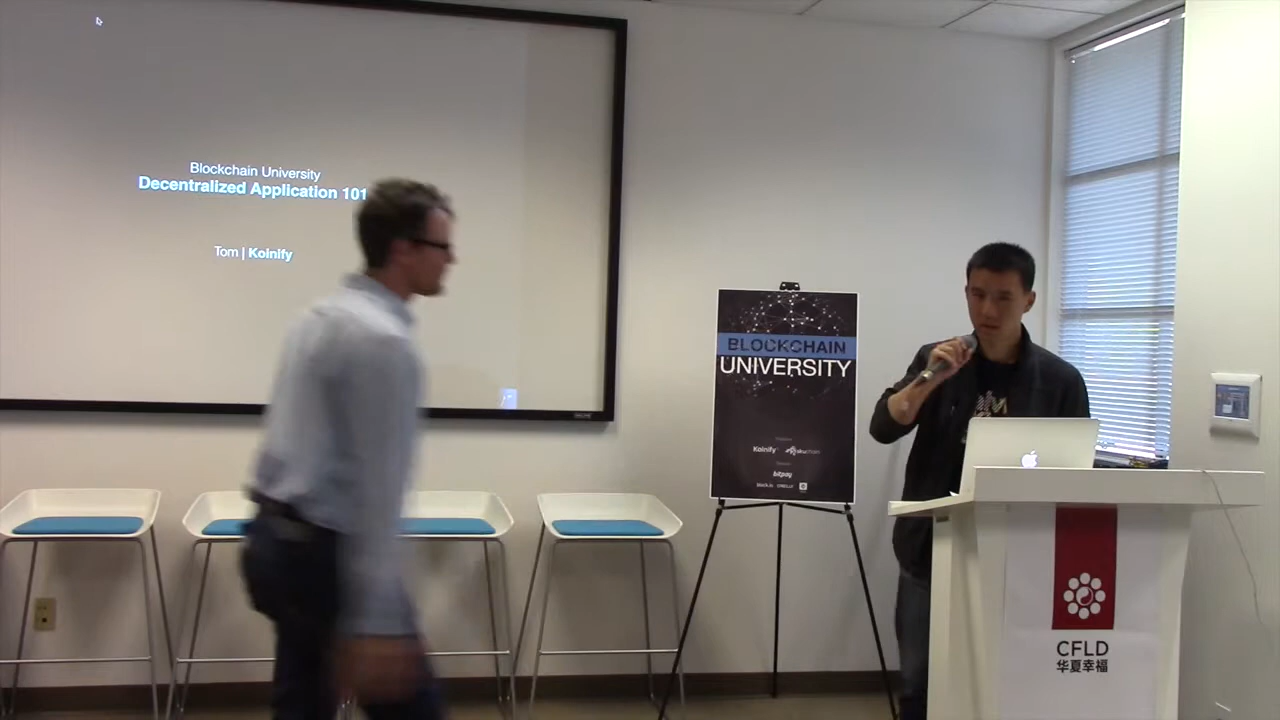 Blockchain University
Decentralized Application 101
Tom | Koinify
BLOCKCHAIN
UNIVERSITY
Koinify
bitpay
CFLD
华夏幸福